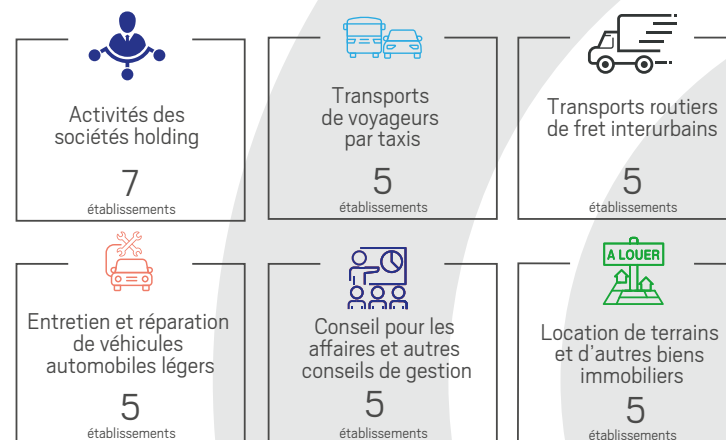 Activités des
sociétés holding
7
établissements
Transports
de voyageurs
par taxis
5
établissements
Transports routiers
de fret interurbains
5
établissements
Entretien et réparation
de véhicules
automobiles légers
5
établissements
Conseil pour les
affaires et autres
conseils de gestion
5
établissements
A LOUER
Location de terrains
et d'autres biens
immobiliers
5
établissements